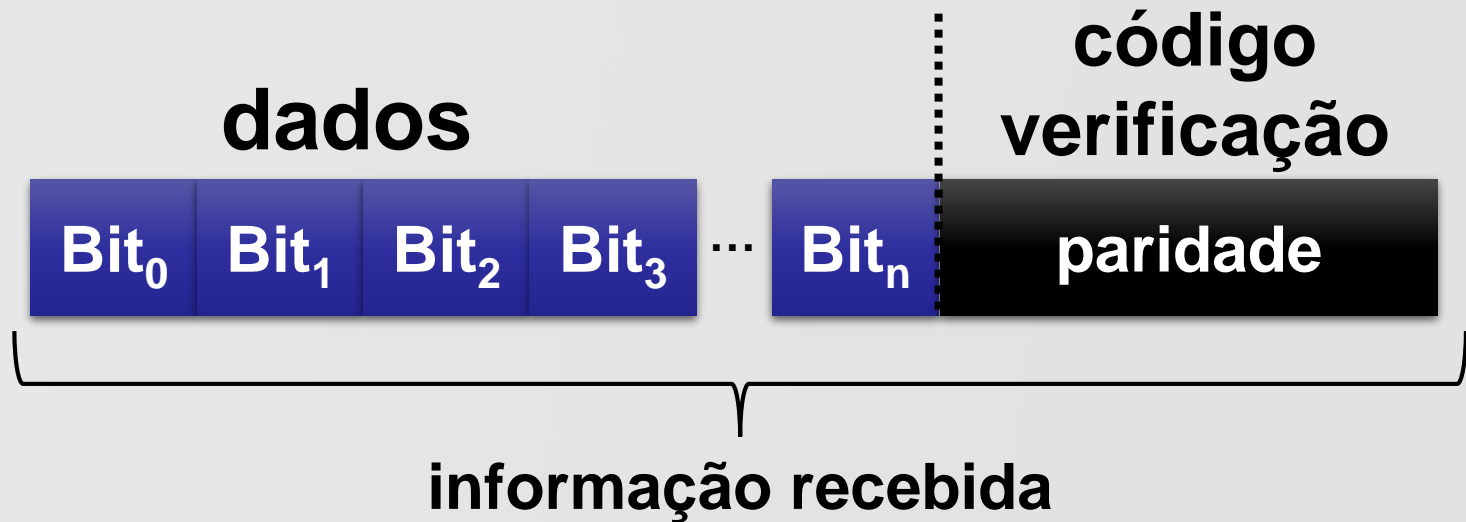 código
verificação
dados
Bit₀ Bit₁ Bit₂ Bit₃ ... Bitₙ paridade
informação recebida